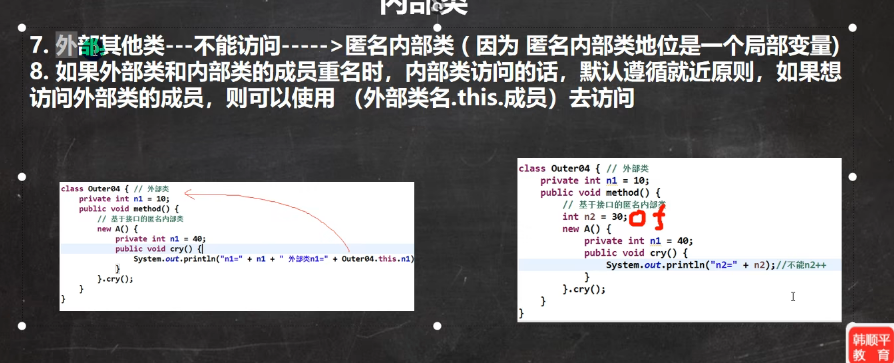 内部类
7. 外部其他类---不能访问----->匿名内部类 ( 因为 匿名内部类地位是一个局部变量)
8. 如果外部类和内部类的成员重名时，内部类访问的话，默认遵循就近原则，如果想
访问外部类的成员，则可以使用 （外部类名.this.成员）去访问
class Outer04 { // 外部类
private int n1 = 10;
public void method() {
// 基于接口的匿名内部类
new A() {
private int n1 = 40;
public void cry() {
System.out.println("n1=" + n1 + " 外部类n1=" + Outer04.this.n1)
}
}.cry();
}
}
class Outer04 { // 外部类
private int n1 = 10;
public void method() {
// 基于接口的匿名内部类
int n2 = 30;
new A() {
private int n1 = 40;
public void cry() {
System.out.println("n2=" + n2);//不能n2++
}
}.cry();
}
}
韩顺平
教 育